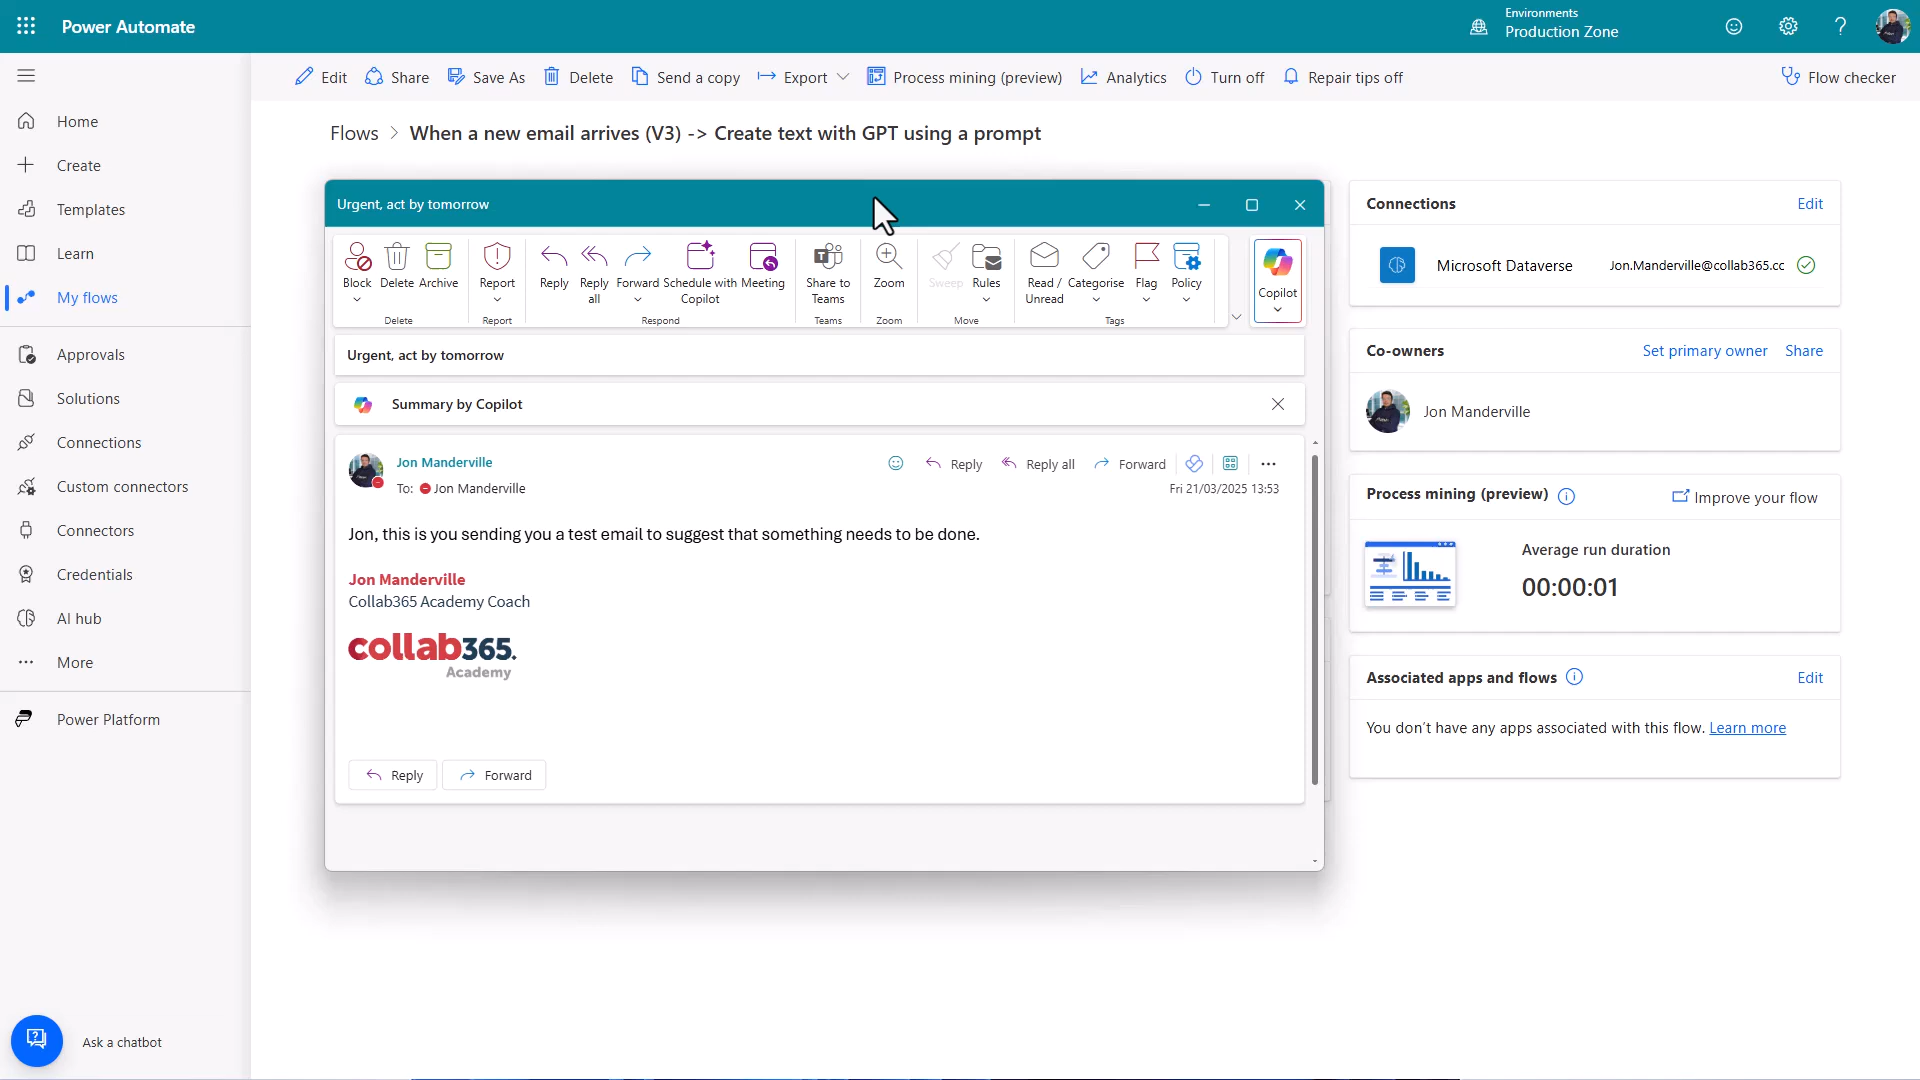 Power Automate
Environments
Production Zone
Edit
Share
Save As
Delete
Send a copy
Export
Process mining (preview)
Analytics
Turn off
Repair tips off
Flow checker
Home
Create
Templates
Learn
My flows
Approvals
Solutions
Connections
Custom connectors
Connectors
Credentials
AI hub
More
Power Platform
Ask a chatbot
Flows > When a new email arrives (V3) -> Create text with GPT using a prompt
Urgent, act by tomorrow
Block
Delete
Archive
Delete
Report
Report
Reply
Reply all
Forward
Schedule with Copilot
Meeting
Respond
Share to Teams
Teams
Zoom
Zoom
Sweep
Rules
Move
Read / Unread
Categorise
Flag
Policy
Tags
Copilot
Urgent, act by tomorrow
Summary by Copilot
Jon Manderville
To: Jon Manderville
Reply
Reply all
Forward
Fri 21/03/2025 13:53
Jon, this is you sending you a test email to suggest that something needs to be done.
Jon Manderville
Collab365 Academy Coach
collab365.
Academy
Reply
Forward
Connections
Edit
Microsoft Dataverse
Jon.Manderville@collab365.cc
Co-owners
Set primary owner
Share
Jon Manderville
Process mining (preview)
Improve your flow
Average run duration
00:00:01
Associated apps and flows
Edit
You don't have any apps associated with this flow. Learn more